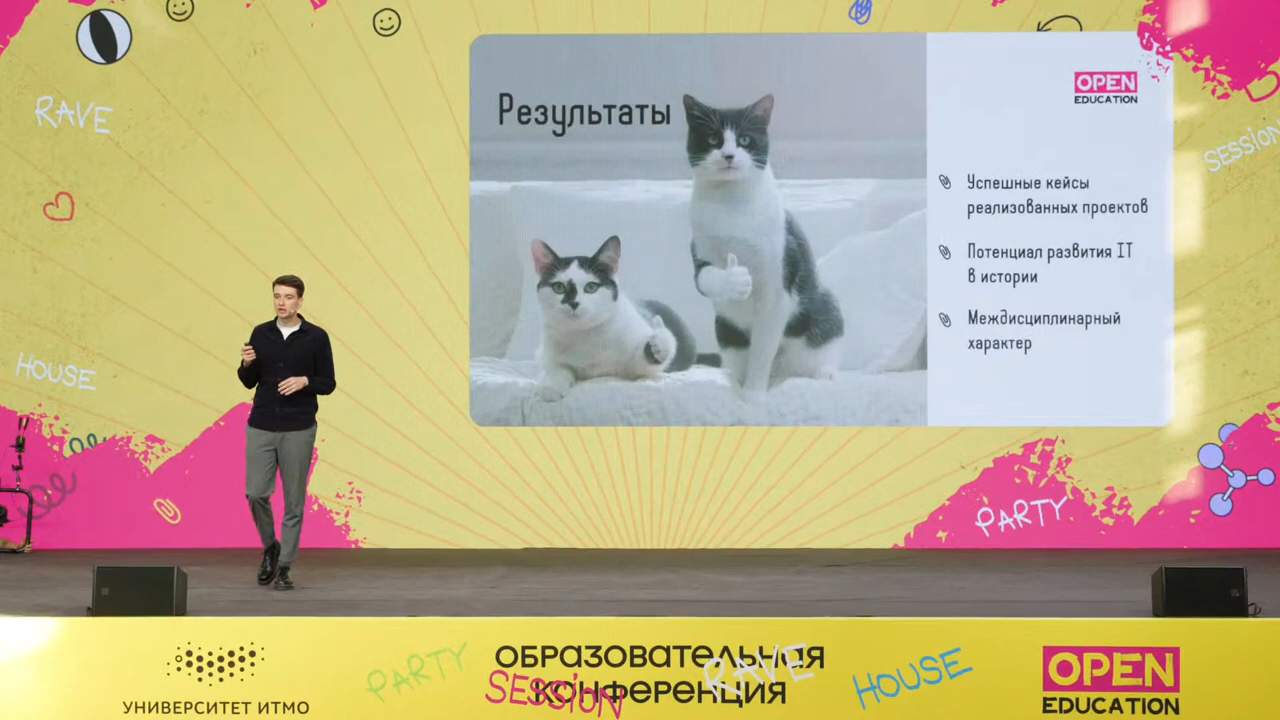 RAVE
HOUSE
Результаты
OPEN
EDUCATION
Успешные кейсы
реализованных проектов
Потенциал развития IT
в истории
Междисциплинарный
характер
SESSION
PARTY
УНИВЕРСИТЕТ ИТМО
PARTY
ОБРАЗОВАТЕЛЬНАЯ
КОНФЕРЕНЦИЯ
SESSION
RAVE
HOUSE
OPEN
EDUCATION